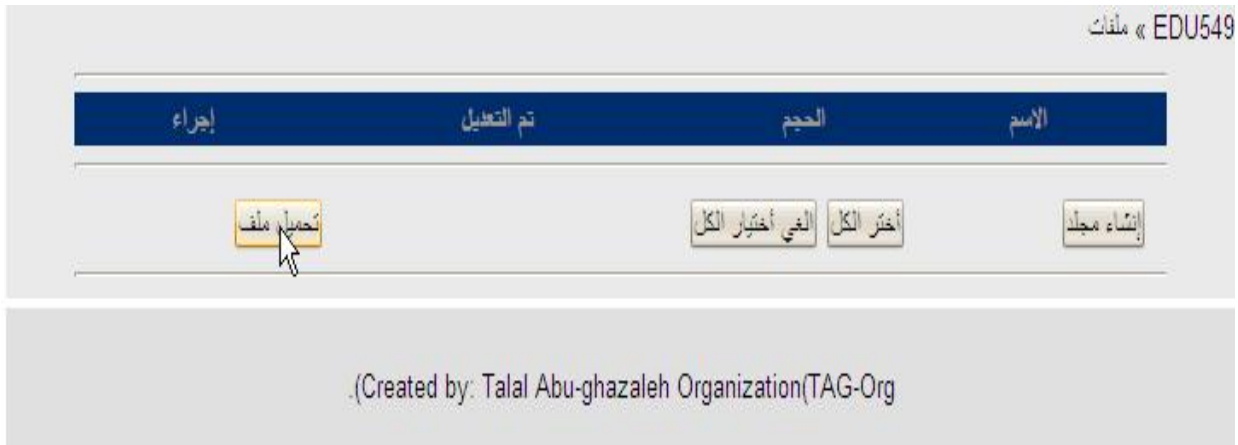 EDU549 » ملفات
الاسم الحجم تم التعديل إجراء
إنشاء مجلد أختر الكل الغي أختيار الكل تحميل ملف
.(Created by: Talal Abu-ghazaleh Organization(TAG-Org